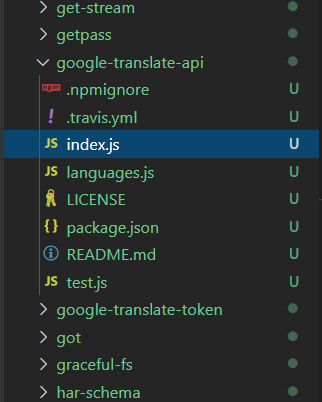 get-stream
getpass
google-translate-api
.npmignore U
.travis.yml U
JS index.js U
JS languages.js U
LICENSE U
{ } package.json U
README.md U
JS test.js U
google-translate-token
got
graceful-fs
har-schema